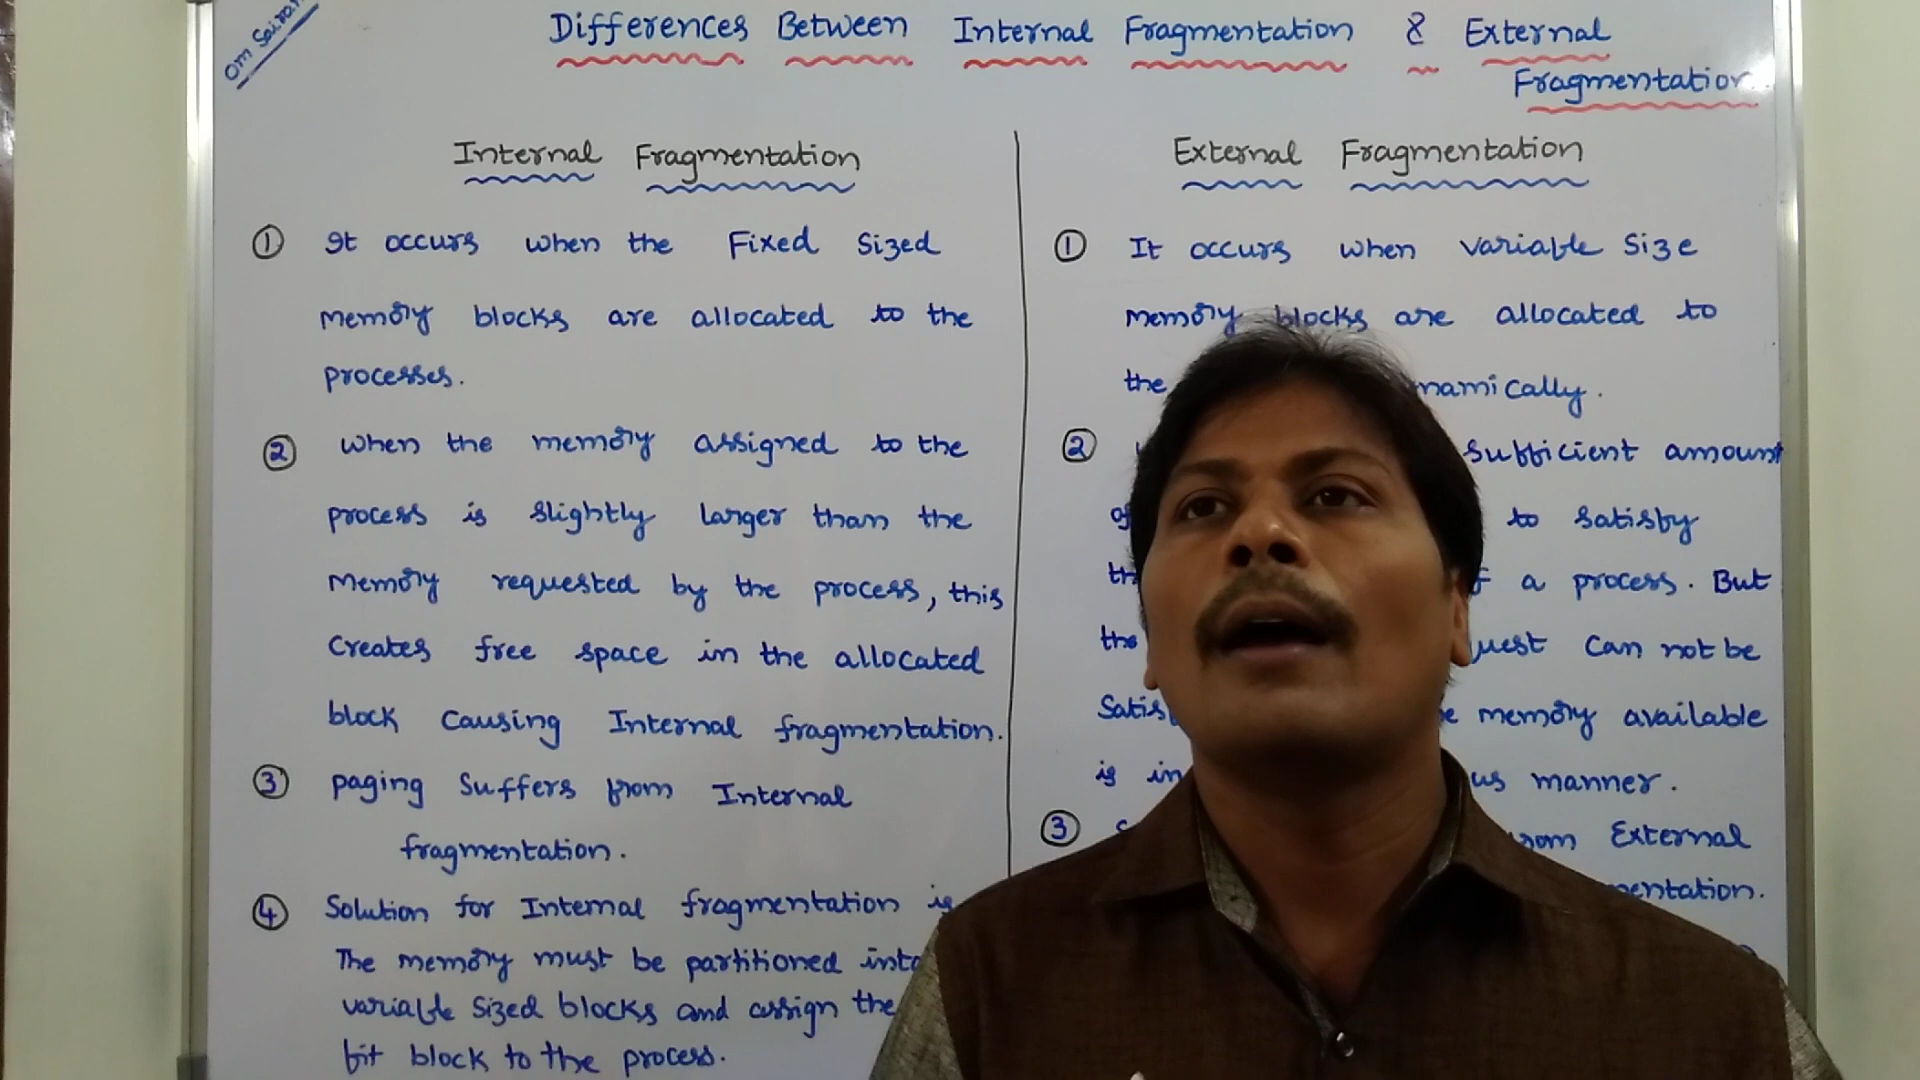 Om Sairam
Differences Between Internal Fragmentation & External
Fragmentation
Internal Fragmentation
① It occurs when the Fixed Sized
memory blocks are allocated to the
processes.
② when the memory assigned to the
process is slightly larger than the
Memory requested by the process, this
Creates free space in the allocated
block Causing Internal fragmentation.
③ paging Suffers from Internal
fragmentation.
④ Solution for Internal fragmentation is
The memory must be partitioned into
variable Sized blocks and assign the
fit block to the process.
External Fragmentation
① It occurs when variable Size
memory blocks are allocated to
the
② sufficient amount
of to satisfy
a process. But
the can not be
memory available
is in manner.
③ External